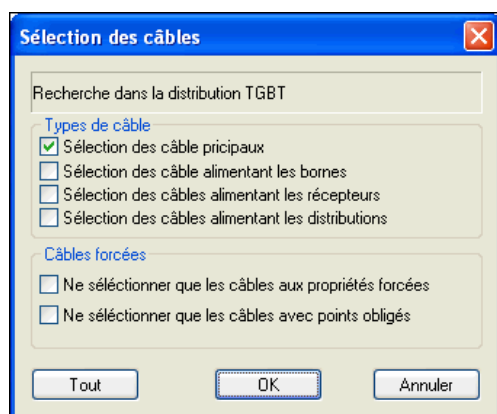 Sélection des câbles
Recherche dans la distribution TGBT
Types de câble
Sélection des câble pricipaux
Sélection des câble alimentant les bornes
Sélection des câbles alimentant les récepteurs
Sélection des câbles alimentant les distributions
Câbles forcées
Ne séléctionner que les câbles aux propriétés forcées
Ne séléctionner que les câbles avec points obligés
Tout OK Annuler